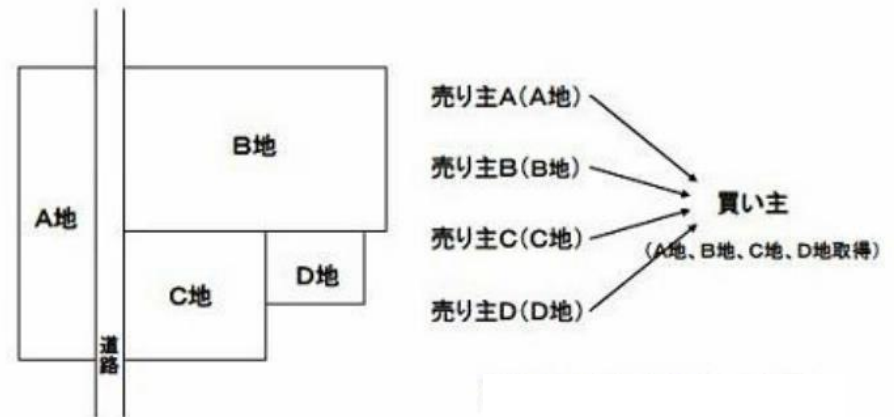 A地
B地
C地
D地
道路
売り主A(A地)
売り主B(B地)
売り主C(C地)
売り主D(D地)
買い主
(A地、B地、C地、D地取得)